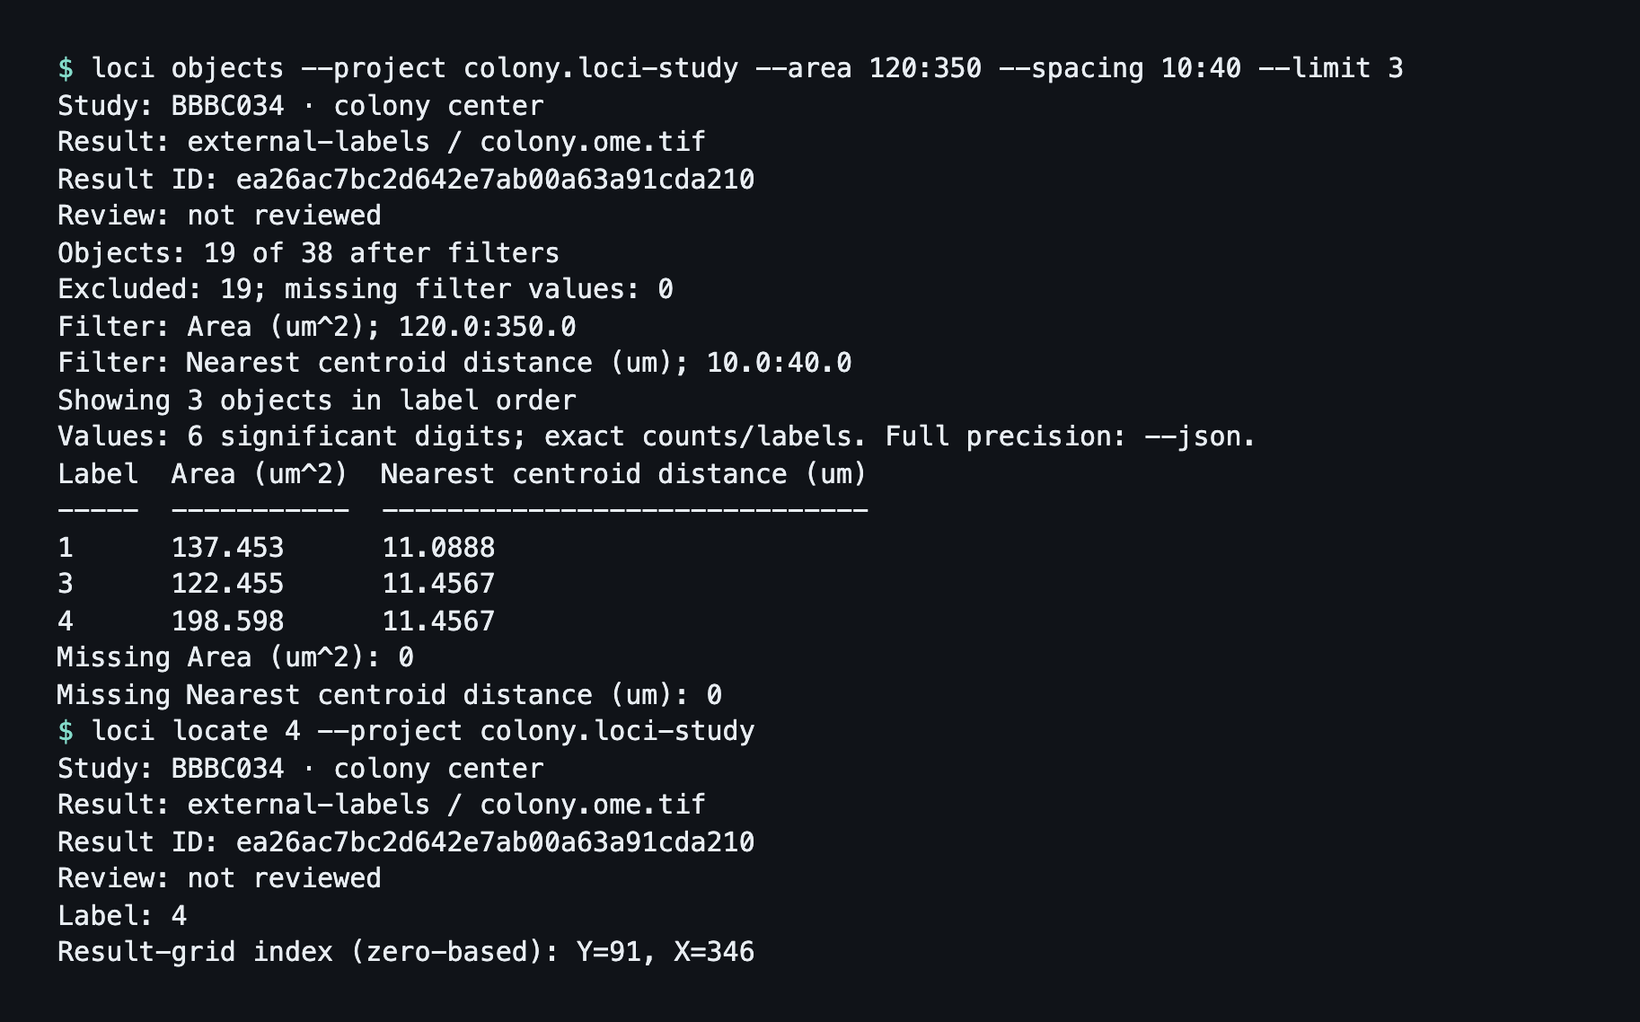 $ loci objects --project colony.loci-study --area 120:350 --spacing 10:40 --limit 3
Study: BBBC034 · colony center
Result: external-labels / colony.ome.tif
Result ID: ea26ac7bc2d642e7ab00a63a91cda210
Review: not reviewed
Objects: 19 of 38 after filters
Excluded: 19; missing filter values: 0
Filter: Area (um^2); 120.0:350.0
Filter: Nearest centroid distance (um); 10.0:40.0
Showing 3 objects in label order
Values: 6 significant digits; exact counts/labels. Full precision: --json.
Label  Area (um^2)  Nearest centroid distance (um)
-----  -----------  ------------------------------
1      137.453      11.0888
3      122.455      11.4567
4      198.598      11.4567
Missing Area (um^2): 0
Missing Nearest centroid distance (um): 0
$ loci locate 4 --project colony.loci-study
Study: BBBC034 · colony center
Result: external-labels / colony.ome.tif
Result ID: ea26ac7bc2d642e7ab00a63a91cda210
Review: not reviewed
Label: 4
Result-grid index (zero-based): Y=91, X=346